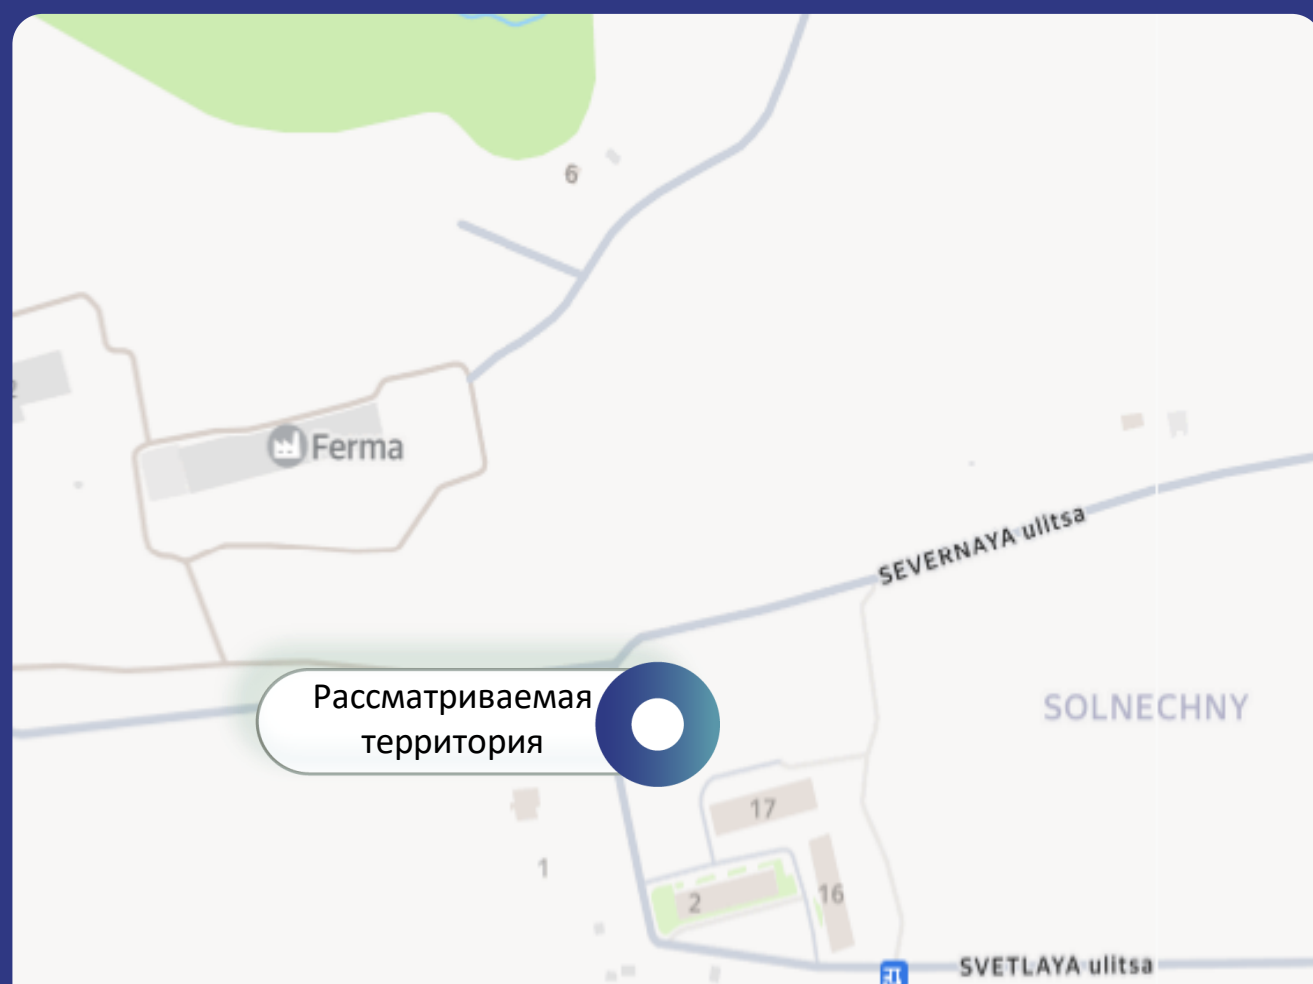 6
Ferma
SEVERNAYA ulitsa
Рассматриваемая
территория
SOLNECHNY
17
1
2
16
SVETLAYA ulitsa